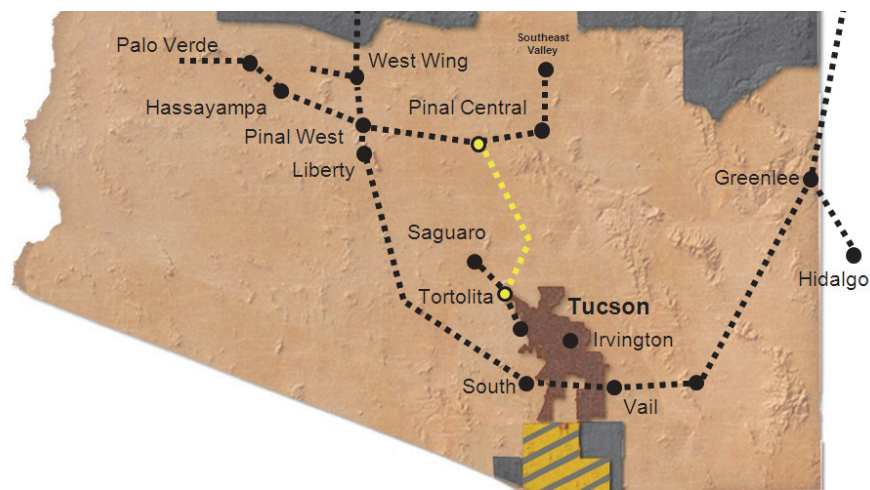 Palo Verde
West Wing
Southeast
Valley
Hassayampa
Pinal Central
Pinal West
Liberty
Greenlee
Saguaro
Hidalgo
Tortolita
Tucson
Irvington
South
Vail